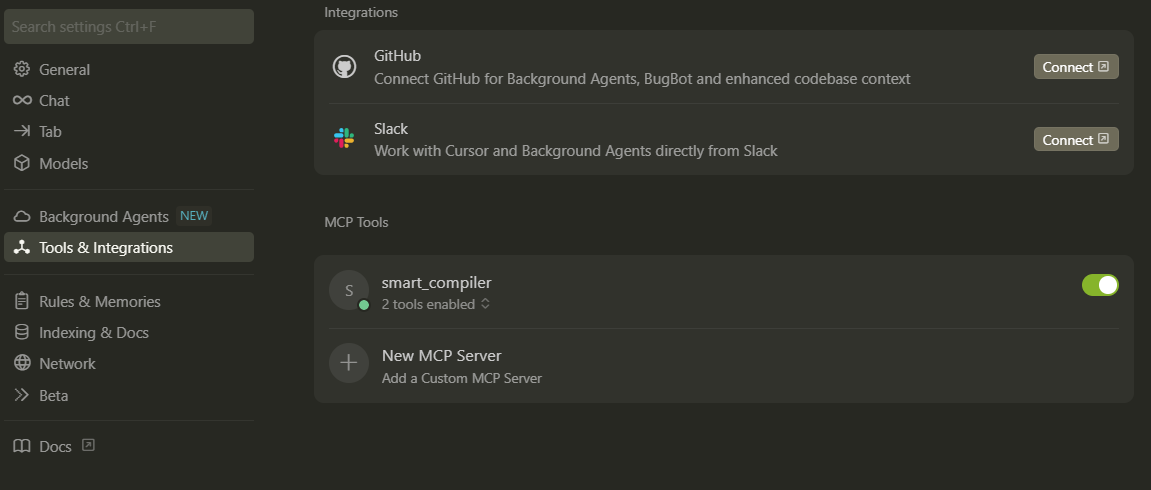 Search settings Ctrl+F
General
Chat
Tab
Models
Background Agents NEW
Tools & Integrations
Rules & Memories
Indexing & Docs
Network
Beta
Docs
Integrations
GitHub
Connect GitHub for Background Agents, BugBot and enhanced codebase context
Connect
Slack
Work with Cursor and Background Agents directly from Slack
Connect
MCP Tools
S
smart_compiler
2 tools enabled
New MCP Server
Add a Custom MCP Server